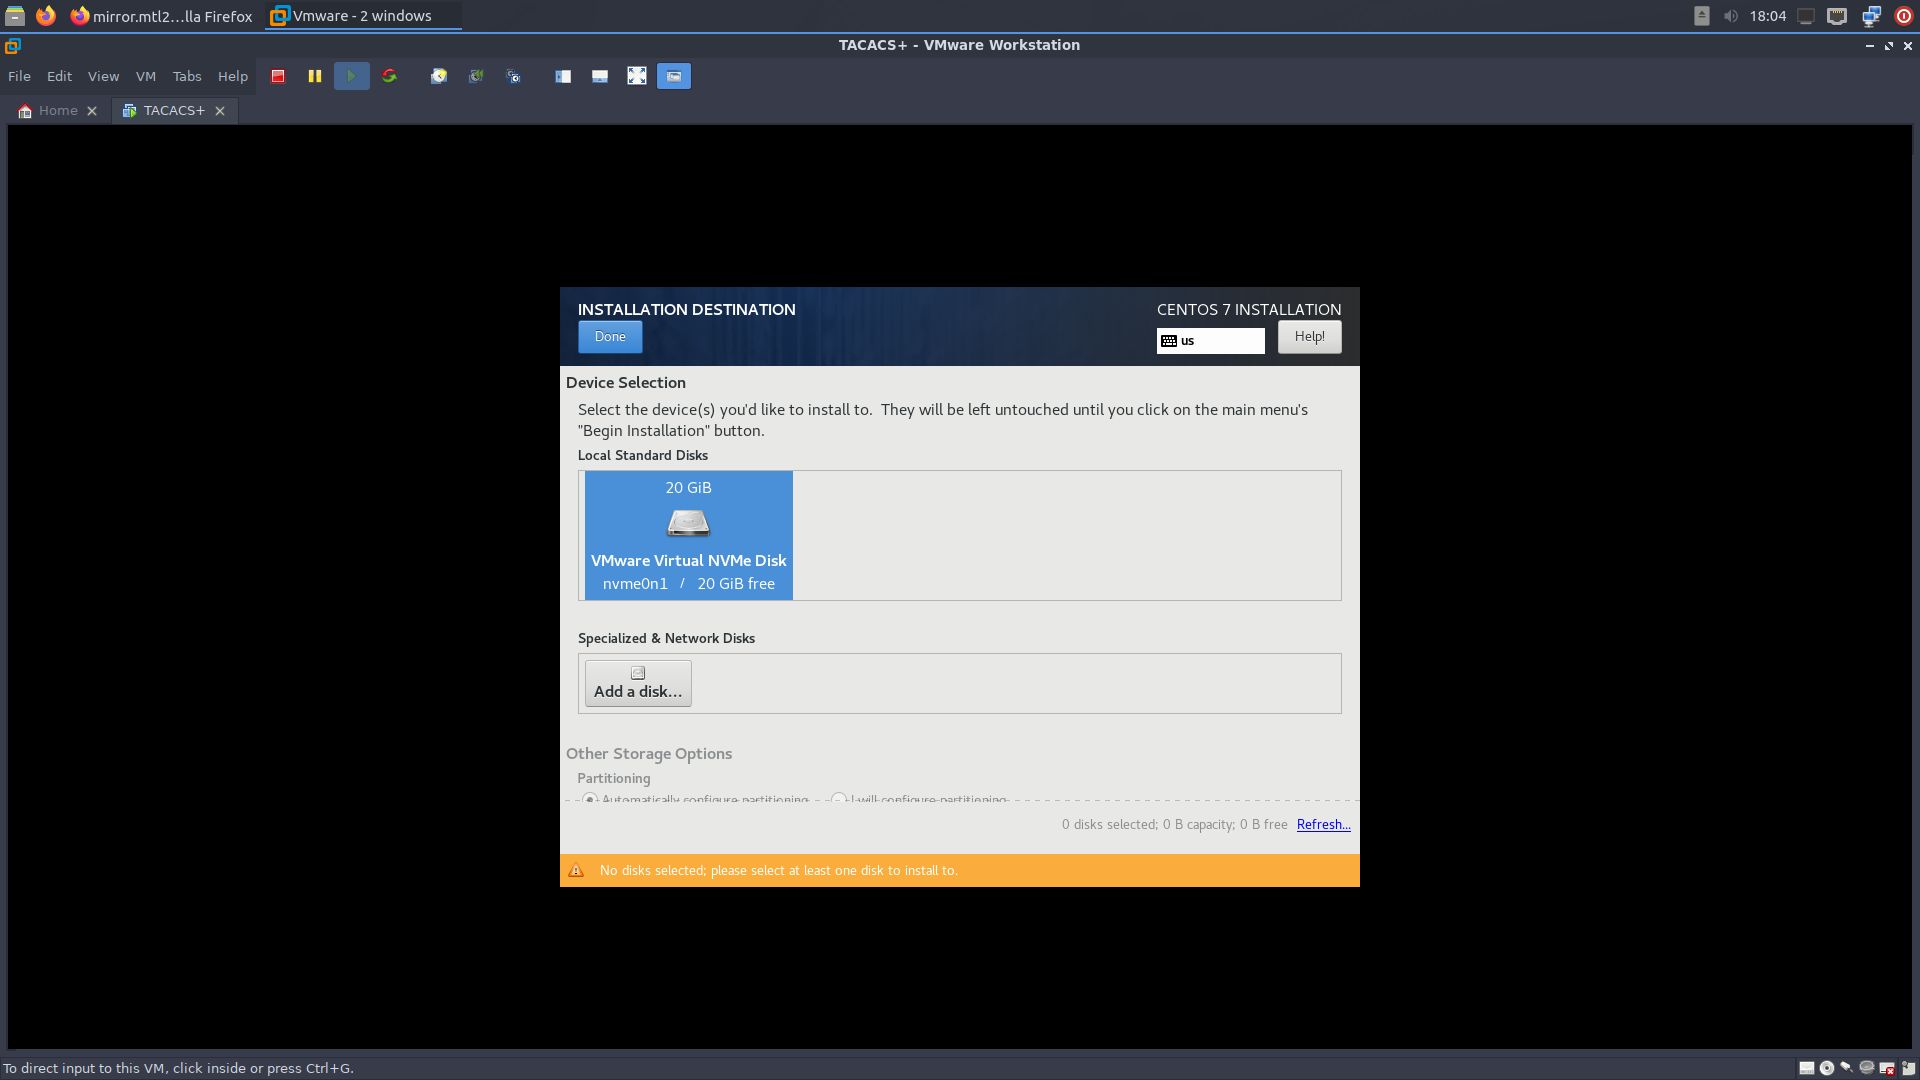 mirror.mtl2...lla Firefox
Vmware - 2 windows
18:04
TACACS+ - VMware Workstation
File Edit View VM Tabs Help
Home
TACACS+
INSTALLATION DESTINATION
CENTOS 7 INSTALLATION
Done
us
Help!
Device Selection
Select the device(s) you'd like to install to. They will be left untouched until you click on the main menu's
"Begin Installation" button.
Local Standard Disks
20 GiB
VMware Virtual NVMe Disk
nvme0n1 / 20 GiB free
Specialized & Network Disks
Add a disk...
Other Storage Options
Partitioning
Automatically configure partitioning. I will configure partitioning.
0 disks selected; 0 B capacity; 0 B free Refresh...
No disks selected; please select at least one disk to install to.
To direct input to this VM, click inside or press Ctrl+G.